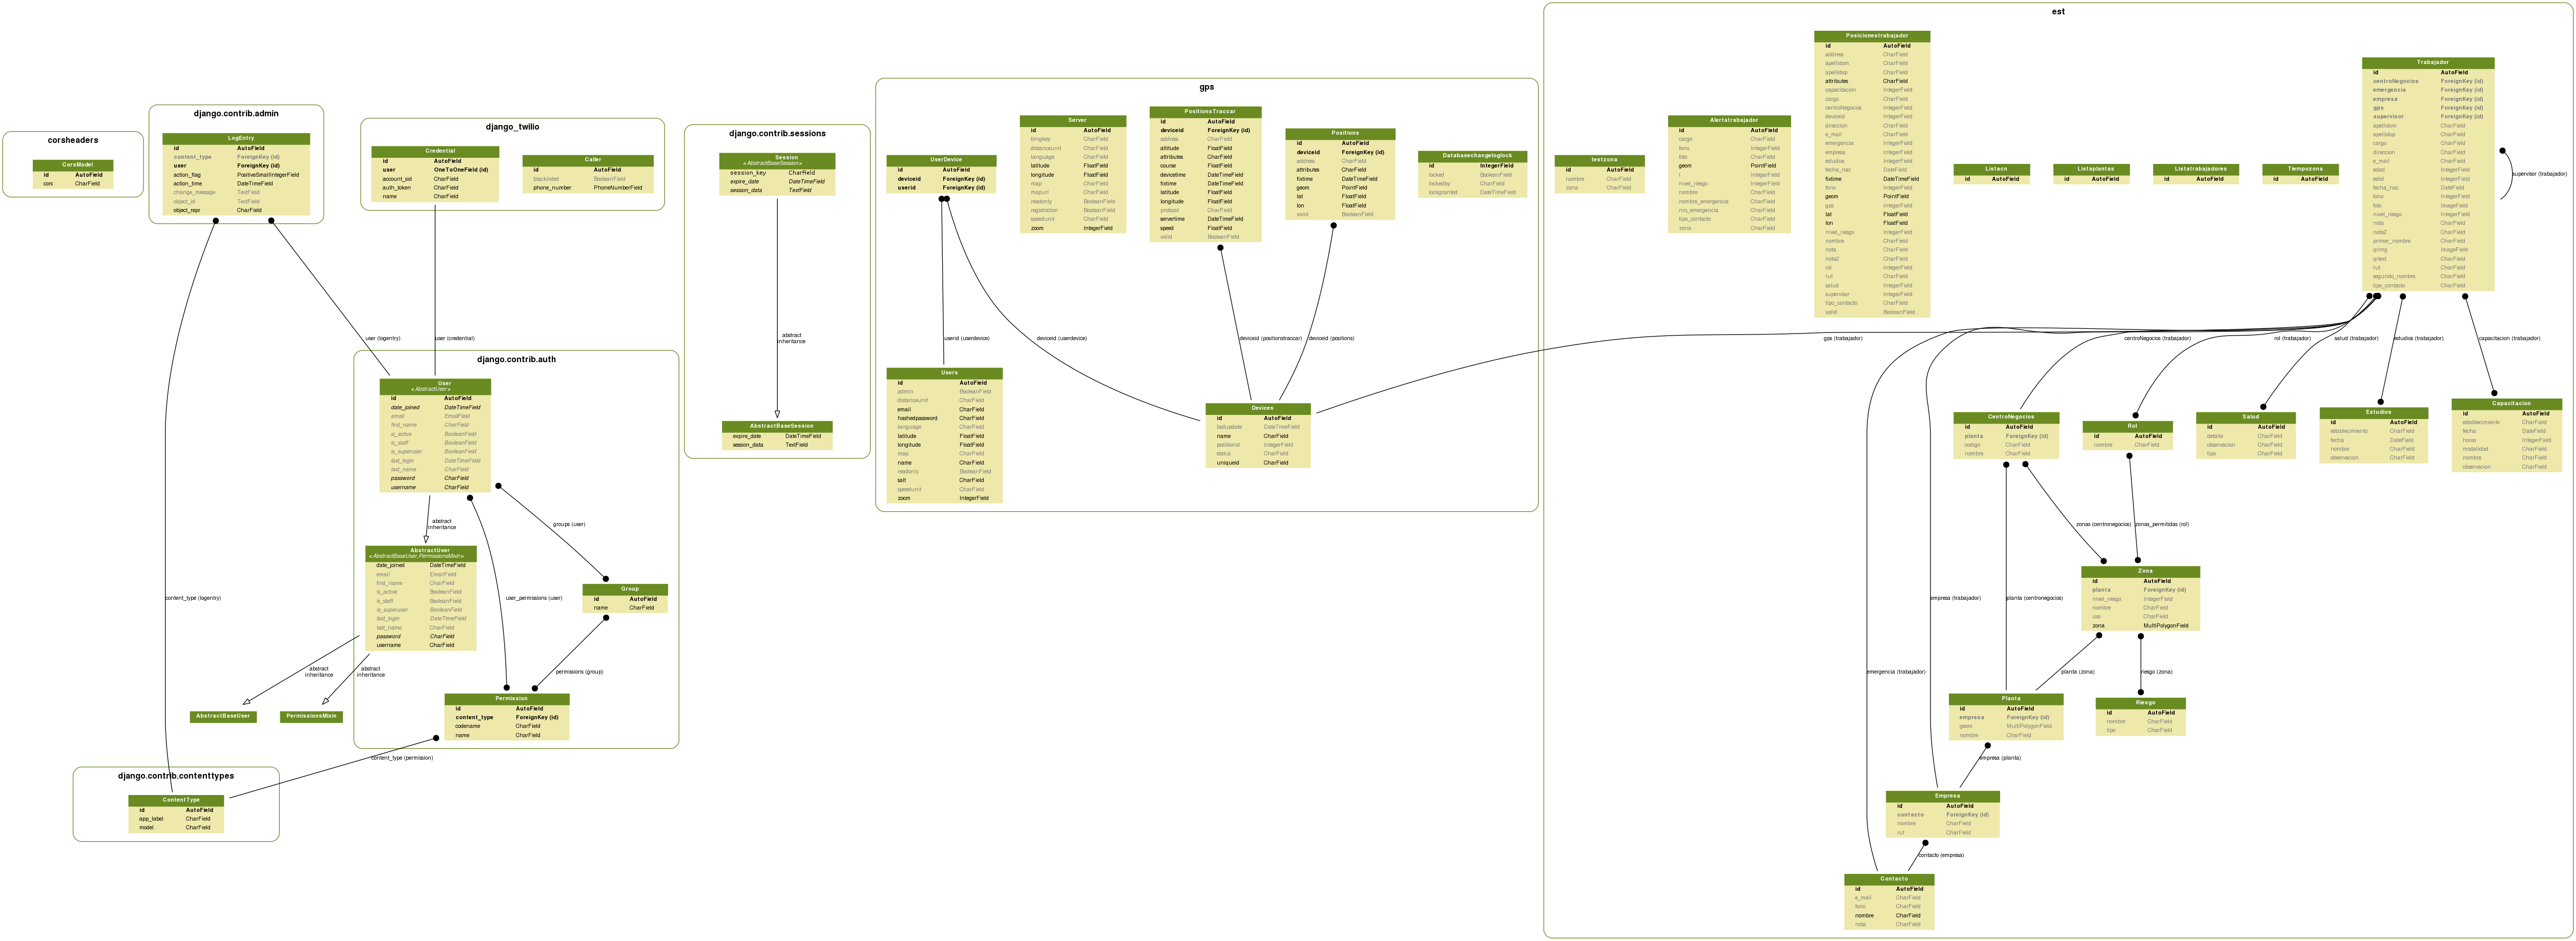 corsheaders
CorsModel
id AutoField
cors CharField
django.contrib.admin
LogEntry
id AutoField
content_type ForeignKey (id)
user ForeignKey (id)
action_flag PositiveSmallIntegerField
action_time DateTimeField
change_message TextField
object_id TextField
object_repr CharField
django_twilio
Credential
id AutoField
user OneToOneField (id)
account_sid CharField
auth_token CharField
name CharField
Caller
id AutoField
blacklisted BooleanField
phone_number PhoneNumberField
django.contrib.sessions
Session
<AbstractBaseSession>
session_key CharField
expire_date DateTimeField
session_data TextField
abstract
inheritance
AbstractBaseSession
expire_date DateTimeField
session_data TextField
user (logentry)
user (credential)
content_type (logentry)
django.contrib.auth
User
<AbstractUser>
id AutoField
date_joined DateTimeField
email EmailField
first_name CharField
is_active BooleanField
is_staff BooleanField
is_superuser BooleanField
last_login DateTimeField
last_name CharField
password CharField
username CharField
abstract
inheritance
groups (user)
user_permissions (user)
AbstractUser
<AbstractBaseUser,PermissionsMixin>
date_joined DateTimeField
email EmailField
first_name CharField
is_active BooleanField
is_staff BooleanField
is_superuser BooleanField
last_login DateTimeField
last_name CharField
password CharField
username CharField
Group
id AutoField
name CharField
permissions (group)
abstract
inheritance
abstract
inheritance
AbstractBaseUser
PermissionsMixin
Permission
id AutoField
content_type ForeignKey (id)
codename CharField
name CharField
content_type (permission)
django.contrib.contenttypes
ContentType
id AutoField
app_label CharField
model CharField
gps
UserDevice
id AutoField
deviceid ForeignKey (id)
userid ForeignKey (id)
Server
id AutoField
bingkey CharField
distanceunit CharField
language CharField
latitude FloatField
longitude FloatField
map CharField
mapurl CharField
readonly BooleanField
registration BooleanField
speedunit CharField
zoom IntegerField
PositionsTraccar
id AutoField
deviceid ForeignKey (id)
address CharField
altitude FloatField
attributes CharField
course FloatField
devicetime DateTimeField
fixtime DateTimeField
latitude FloatField
longitude FloatField
protocol CharField
servertime DateTimeField
speed FloatField
valid BooleanField
Positions
id AutoField
deviceid ForeignKey (id)
address CharField
attributes CharField
fixtime DateTimeField
geom PointField
lat FloatField
lon FloatField
valid BooleanField
Databasechangeloglock
id IntegerField
locked BooleanField
lockedby CharField
lockgranted DateTimeField
userid (userdevice)
deviceid (userdevice)
deviceid (positionstraccar)
deviceid (positions)
Users
id AutoField
admin BooleanField
distanceunit CharField
email CharField
hashedpassword CharField
language CharField
latitude FloatField
longitude FloatField
map CharField
name CharField
readonly BooleanField
salt CharField
speedunit CharField
zoom IntegerField
Devices
id AutoField
lastupdate DateTimeField
name CharField
positionid IntegerField
status CharField
uniqueid CharField
est
testzona
id AutoField
nombre CharField
zona CharField
Alertatrabajador
id AutoField
cargo CharField
fono IntegerField
foto CharField
geom PointField
i IntegerField
nivel_riesgo IntegerField
nombre CharField
nombre_emergencia CharField
nro_emergencia CharField
tipo_contacto CharField
zona CharField
Posicionestrabajador
id AutoField
address CharField
apellidom CharField
apellidop CharField
attributes CharField
capacitacion IntegerField
cargo CharField
centroNegocios IntegerField
deviceid IntegerField
direccion CharField
e_mail CharField
emergencia IntegerField
empresa IntegerField
estudios IntegerField
fecha_nac DateField
fixtime DateTimeField
fono IntegerField
geom PointField
gps IntegerField
lat FloatField
lon FloatField
nivel_riesgo IntegerField
nombre CharField
nota CharField
nota2 CharField
rol IntegerField
rut CharField
salud IntegerField
supervisor IntegerField
tipo_contacto CharField
valid BooleanField
Listacn
id AutoField
Listaplantas
id AutoField
Listatrabajadores
id AutoField
Tiempozona
id AutoField
Trabajador
id AutoField
centroNegocios ForeignKey (id)
emergencia ForeignKey (id)
empresa ForeignKey (id)
gps ForeignKey (id)
supervisor ForeignKey (id)
apellidom CharField
apellidop CharField
cargo CharField
direccion CharField
e_mail CharField
edad IntegerField
estid IntegerField
fecha_nac DateField
fono IntegerField
foto ImageField
nivel_riesgo IntegerField
nota CharField
nota2 CharField
primer_nombre CharField
qrimg ImageField
qrtext CharField
rut CharField
segundo_nombre CharField
tipo_contacto CharField
supervisor (trabajador)
gps (trabajador)
centroNegocios (trabajador)
rol (trabajador)
salud (trabajador)
estudios (trabajador)
capacitacion (trabajador)
CentroNegocios
id AutoField
planta ForeignKey (id)
codigo CharField
nombre CharField
Rol
id AutoField
nombre CharField
Salud
id AutoField
detalle CharField
observacion CharField
tipo CharField
Estudios
id AutoField
establecimiento CharField
fecha DateField
nombre CharField
observacion CharField
Capacitacion
id AutoField
establecimiento CharField
fecha DateField
horas IntegerField
modalidad CharField
nombre CharField
observacion CharField
zonas (centronegocios)
zonas_permitidas (rol)
Zona
id AutoField
planta ForeignKey (id)
nivel_riesgo IntegerField
nombre CharField
uso CharField
zona MultiPolygonField
empresa (trabajador)
planta (centronegocios)
emergencia (trabajador)
planta (zona)
riesgo (zona)
Planta
id AutoField
empresa ForeignKey (id)
geom MultiPolygonField
nombre CharField
Riesgo
id AutoField
nombre CharField
tipo CharField
empresa (planta)
Empresa
id AutoField
contacto ForeignKey (id)
nombre CharField
rut CharField
contacto (empresa)
Contacto
id AutoField
e_mail CharField
fono CharField
nombre CharField
nota CharField